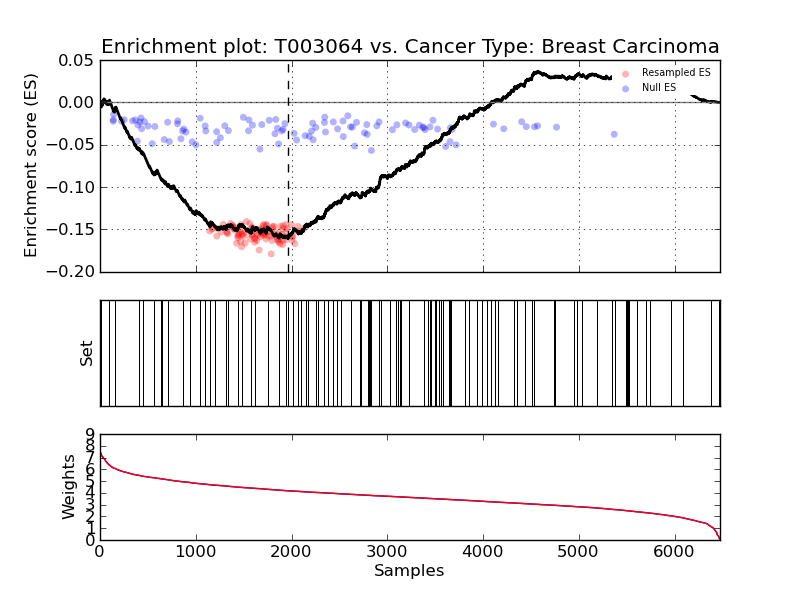 Enrichment plot: T003064 vs. Cancer Type: Breast Carcinoma
Enrichment score (ES)
0.05
0.00
−0.05
−0.10
−0.15
−0.20
Resampled ES
Null ES
Set
Weights
9
8
7
6
5
4
3
2
1
0
0 1000 2000 3000 4000 5000 6000
Samples